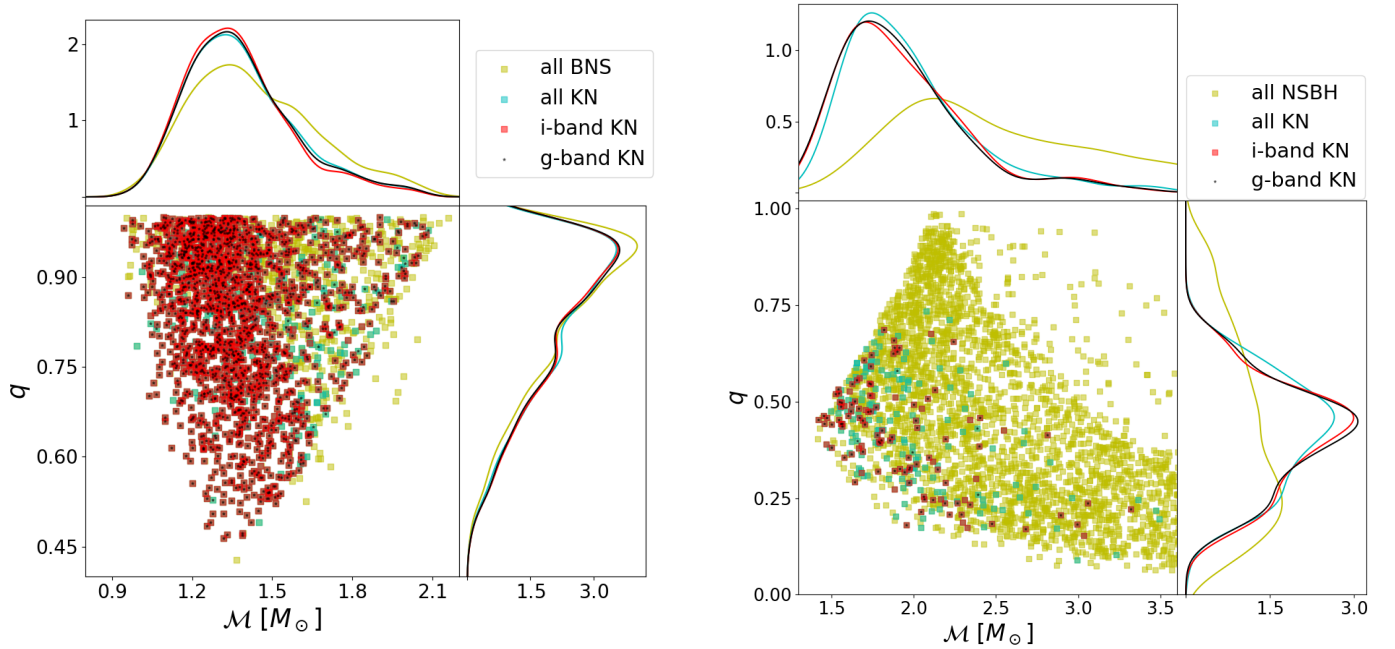 2
1
all BNS
all KN
i-band KN
g-band KN
0.90
0.75
0.60
0.45
q
0.9 1.2 1.5 1.8 2.1
1.5 3.0
ℳ [M⊙]
1.0
0.5
all NSBH
all KN
i-band KN
g-band KN
1.00
0.75
0.50
0.25
0.00
q
1.5 2.0 2.5 3.0 3.5
1.5 3.0
ℳ [M⊙]